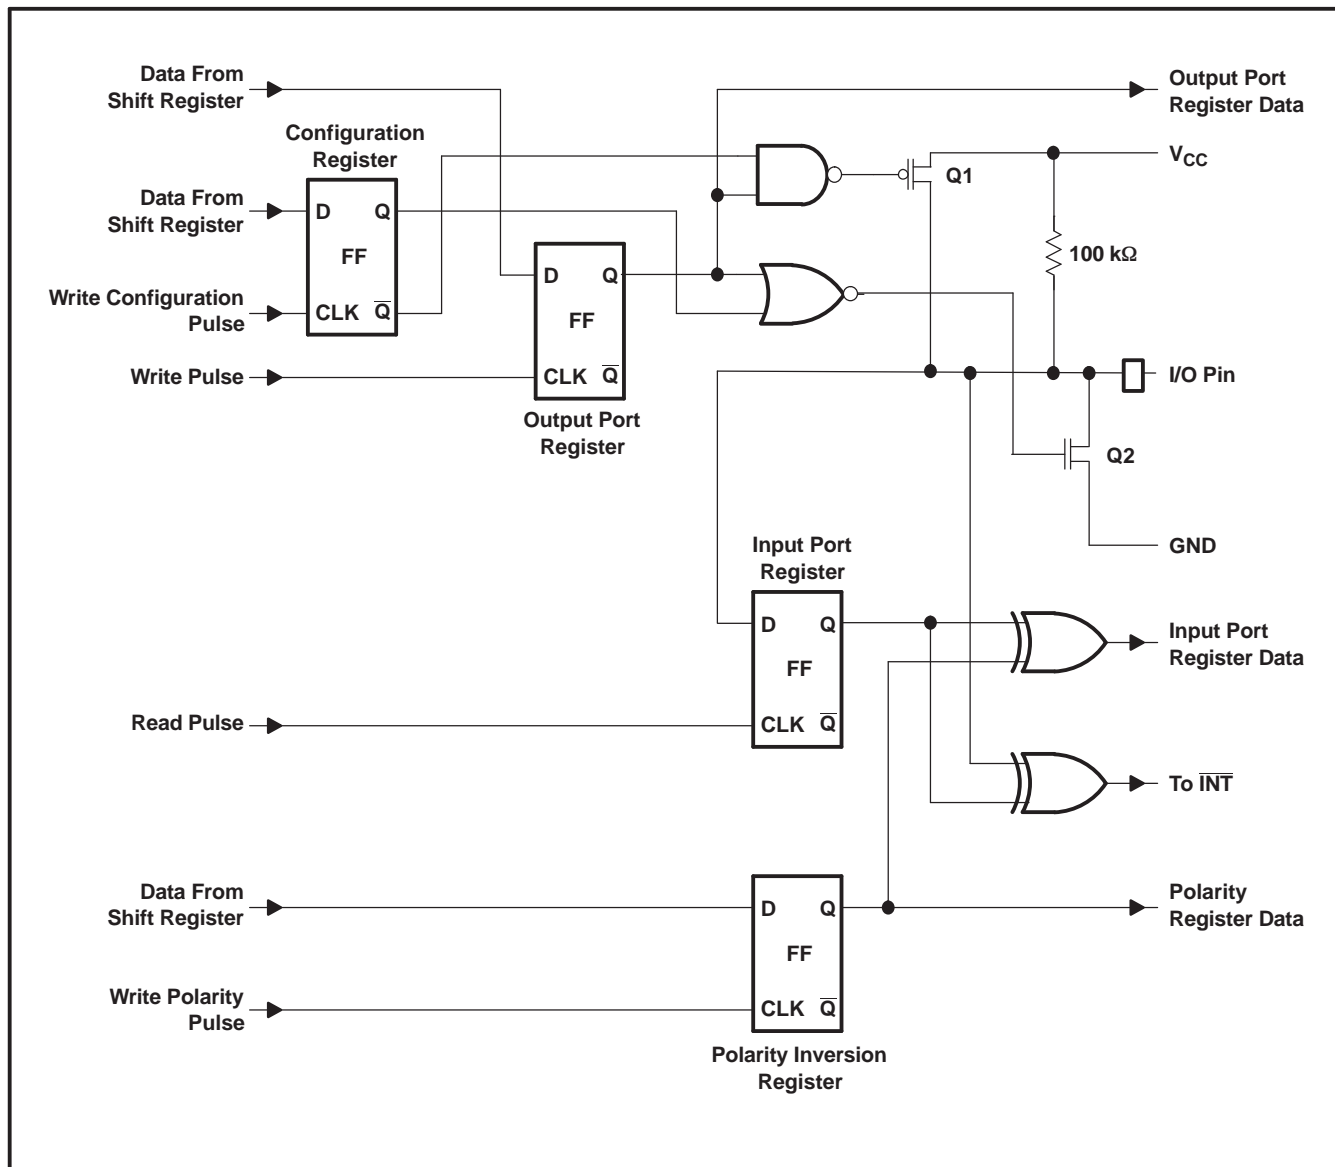 Data From
Shift Register
Output Port
Register Data
Configuration
Register
V_CC
Q1
Data From
Shift Register
D Q
FF
CLK Q̅
100 kΩ
D Q
FF
CLK Q̅
Write Configuration
Pulse
Write Pulse
I/O Pin
Output Port
Register
Q2
GND
Input Port
Register
D Q
FF
CLK Q̅
Input Port
Register Data
Read Pulse
To I̅N̅T̅
Data From
Shift Register
D Q
FF
CLK Q̅
Polarity
Register Data
Write Polarity
Pulse
Polarity Inversion
Register